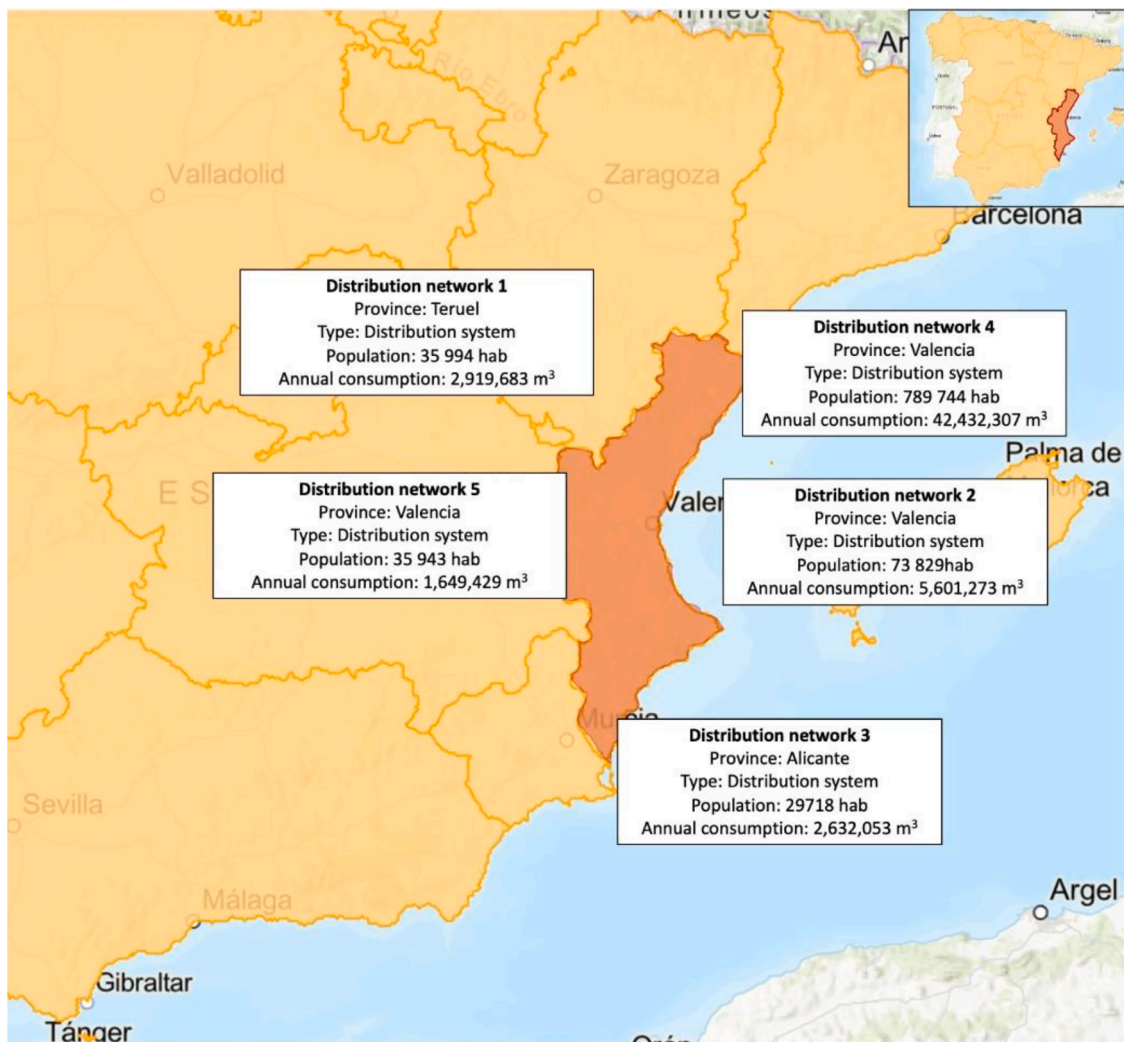 Río Ebro
Valladolid
Zaragoza
Barcelona
Distribution network 1
Province: Teruel
Type: Distribution system
Population: 35 994 hab
Annual consumption: 2,919,683 m³
Distribution network 4
Province: Valencia
Type: Distribution system
Population: 789 744 hab
Annual consumption: 42,432,307 m³
Palma de
Distribution network 5
Province: Valencia
Type: Distribution system
Population: 35 943 hab
Annual consumption: 1,649,429 m³
Distribution network 2
Province: Valencia
Type: Distribution system
Population: 73 829hab
Annual consumption: 5,601,273 m³
Murcia
Distribution network 3
Province: Alicante
Type: Distribution system
Population: 29718 hab
Annual consumption: 2,632,053 m³
Sevilla
Málaga
Argel
Gibraltar
Tánger